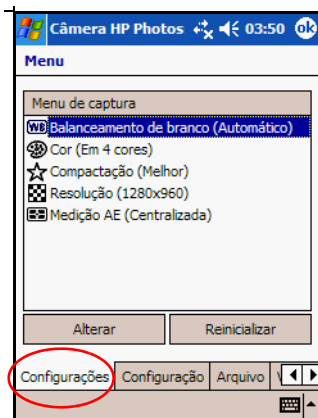 Câmera HP Photos 03:50 ok
Menu
Menu de captura
WB Balanceamento de branco (Automático)
Cor (Em 4 cores)
Compactação (Melhor)
Resolução (1280x960)
Medição AE (Centralizada)
Alterar Reinicializar
Configurações Configuração Arquivo